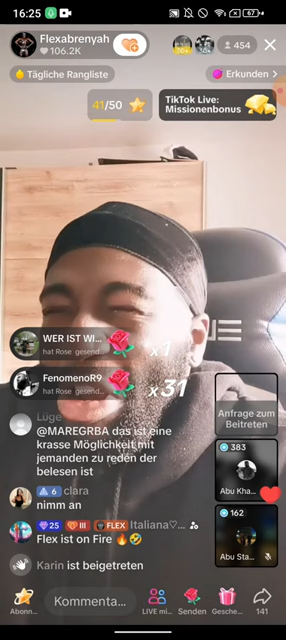 16:25
Flexabrenyah
106.2K
454
Tägliche Rangliste
Erkunden >
41/50
TikTok Live:
Missionenbonus
WER IST WI...
hat Rose gesend...
x1
FenomenoR9
hat Rose gesend...
x31
Lüge
@MAREGRBA das ist eine
krasse Möglichkeit mit
jemanden zu reden der
belesen ist
6 clara
nimm an
25 III FLEX Italiana
Flex ist on Fire 🔥🤣
Karin ist beigetreten
Anfrage zum
Beitreten
383
Abu Kha...
162
Abu Sta...
Abonn...
Kommenta...
LIVE mi...
Senden
Gesche...
141